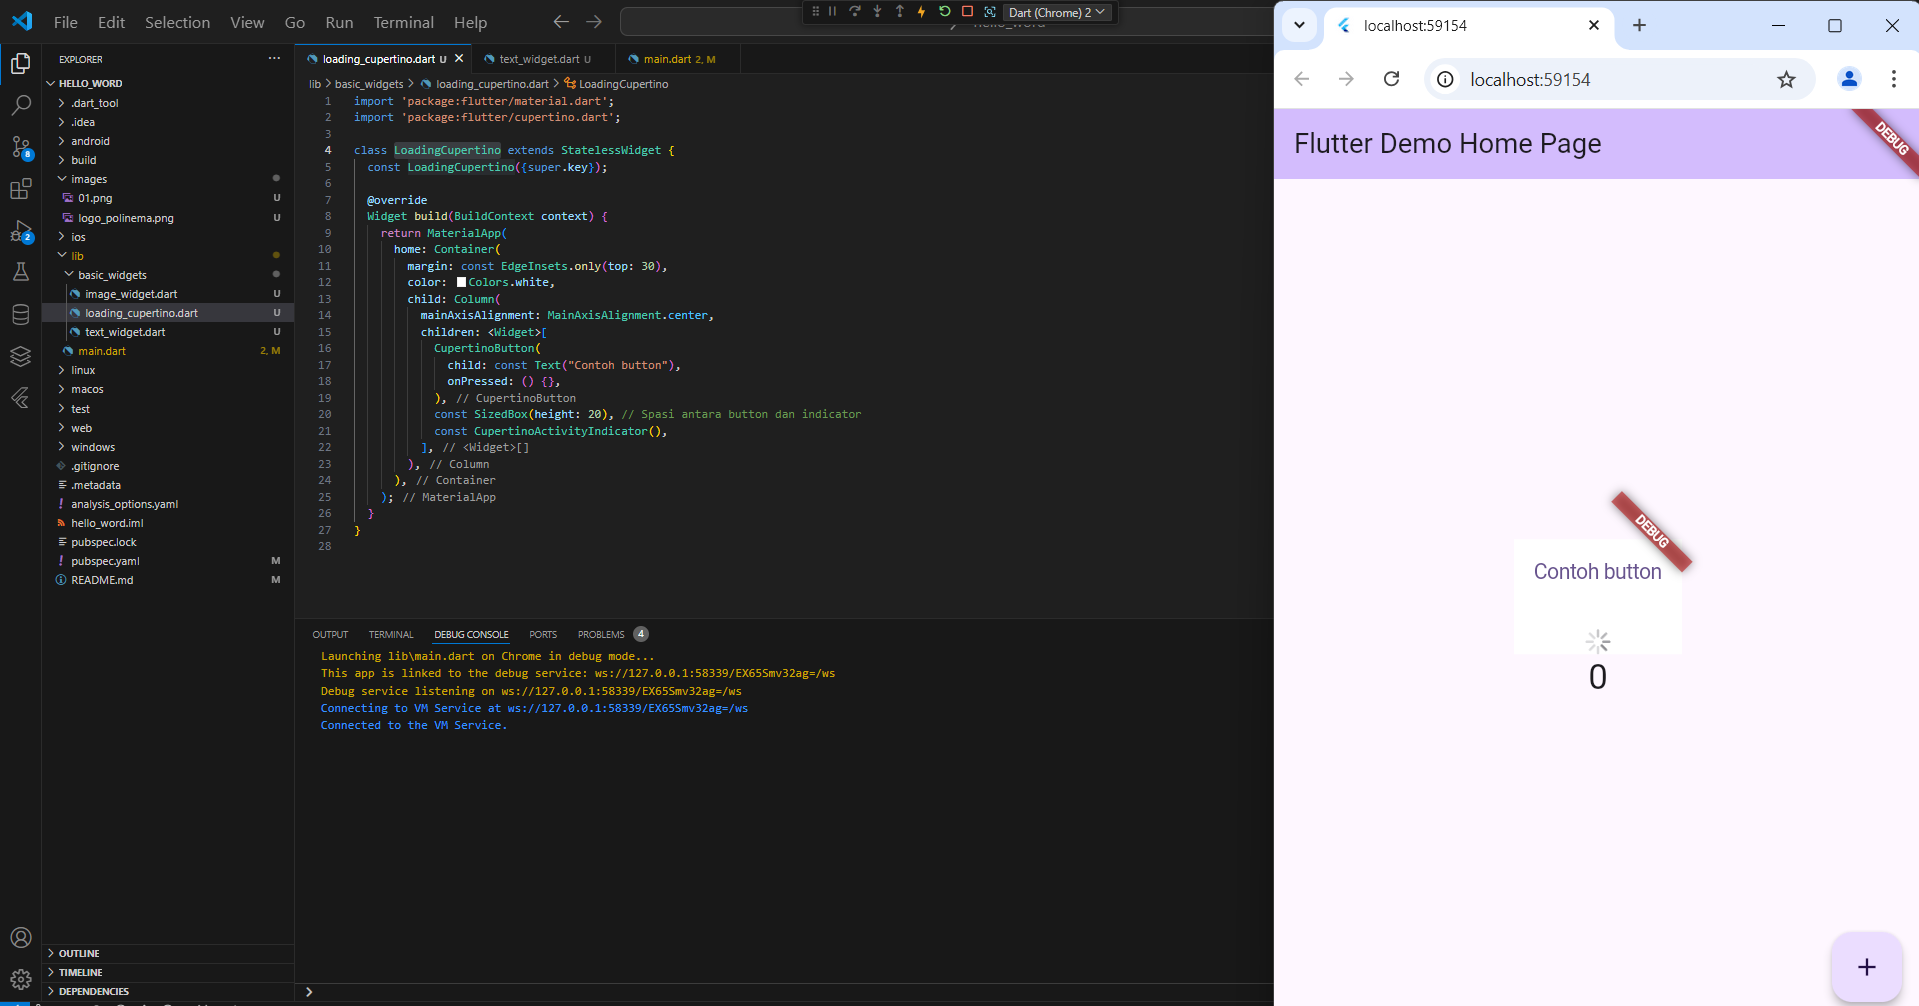 File Edit Selection View Go Run Terminal Help
Dart (Chrome) 2
EXPLORER
HELLO_WORD
.dart_tool
.idea
android
build
images
01.png U
logo_polinema.png U
ios
lib
basic_widgets
image_widget.dart U
loading_cupertino.dart U
text_widget.dart U
main.dart 2, M
linux
macos
test
web
windows
.gitignore
.metadata
analysis_options.yaml
hello_word.iml
pubspec.lock
pubspec.yaml M
README.md M
OUTLINE
TIMELINE
DEPENDENCIES
8
2
loading_cupertino.dart U text_widget.dart U main.dart 2, M
lib > basic_widgets > loading_cupertino.dart > LoadingCupertino
1 import 'package:flutter/material.dart';
2 import 'package:flutter/cupertino.dart';
3
4 class LoadingCupertino extends StatelessWidget {
5 const LoadingCupertino({super.key});
6
7 @override
8 Widget build(BuildContext context) {
9 return MaterialApp(
10 home: Container(
11 margin: const EdgeInsets.only(top: 30),
12 color: Colors.white,
13 child: Column(
14 mainAxisAlignment: MainAxisAlignment.center,
15 children: <Widget>[
16 CupertinoButton(
17 child: const Text("Contoh button"),
18 onPressed: () {},
19 ), // CupertinoButton
20 const SizedBox(height: 20), // Spasi antara button dan indicator
21 const CupertinoActivityIndicator(),
22 ], // <Widget>[]
23 ), // Column
24 ), // Container
25 ); // MaterialApp
26 }
27 }
28
OUTPUT TERMINAL DEBUG CONSOLE PORTS PROBLEMS 4
Launching lib\main.dart on Chrome in debug mode...
This app is linked to the debug service: ws://127.0.0.1:58339/EX65Smv32ag=/ws
Debug service listening on ws://127.0.0.1:58339/EX65Smv32ag=/ws
Connecting to VM Service at ws://127.0.0.1:58339/EX65Smv32ag=/ws
Connected to the VM Service.
localhost:59154
localhost:59154
Flutter Demo Home Page
DEBUG
DEBUG
Contoh button
0